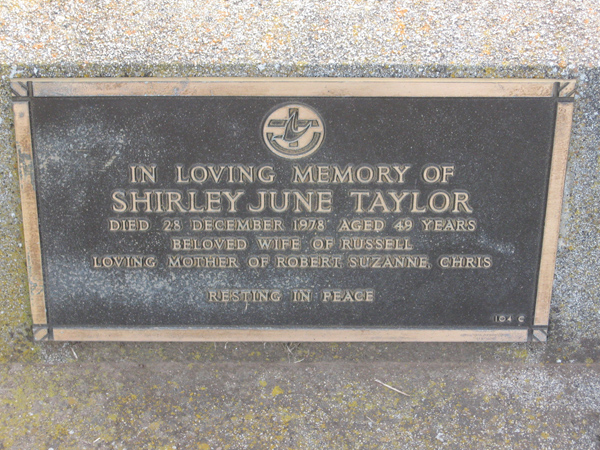 IN LOVING MEMORY OF
SHIRLEY JUNE TAYLOR
DIED 28 DECEMBER 1978 AGED 49 YEARS
BELOVED WIFE OF RUSSELL
LOVING MOTHER OF ROBERT, SUZANNE, CHRIS
RESTING IN PEACE
104 C